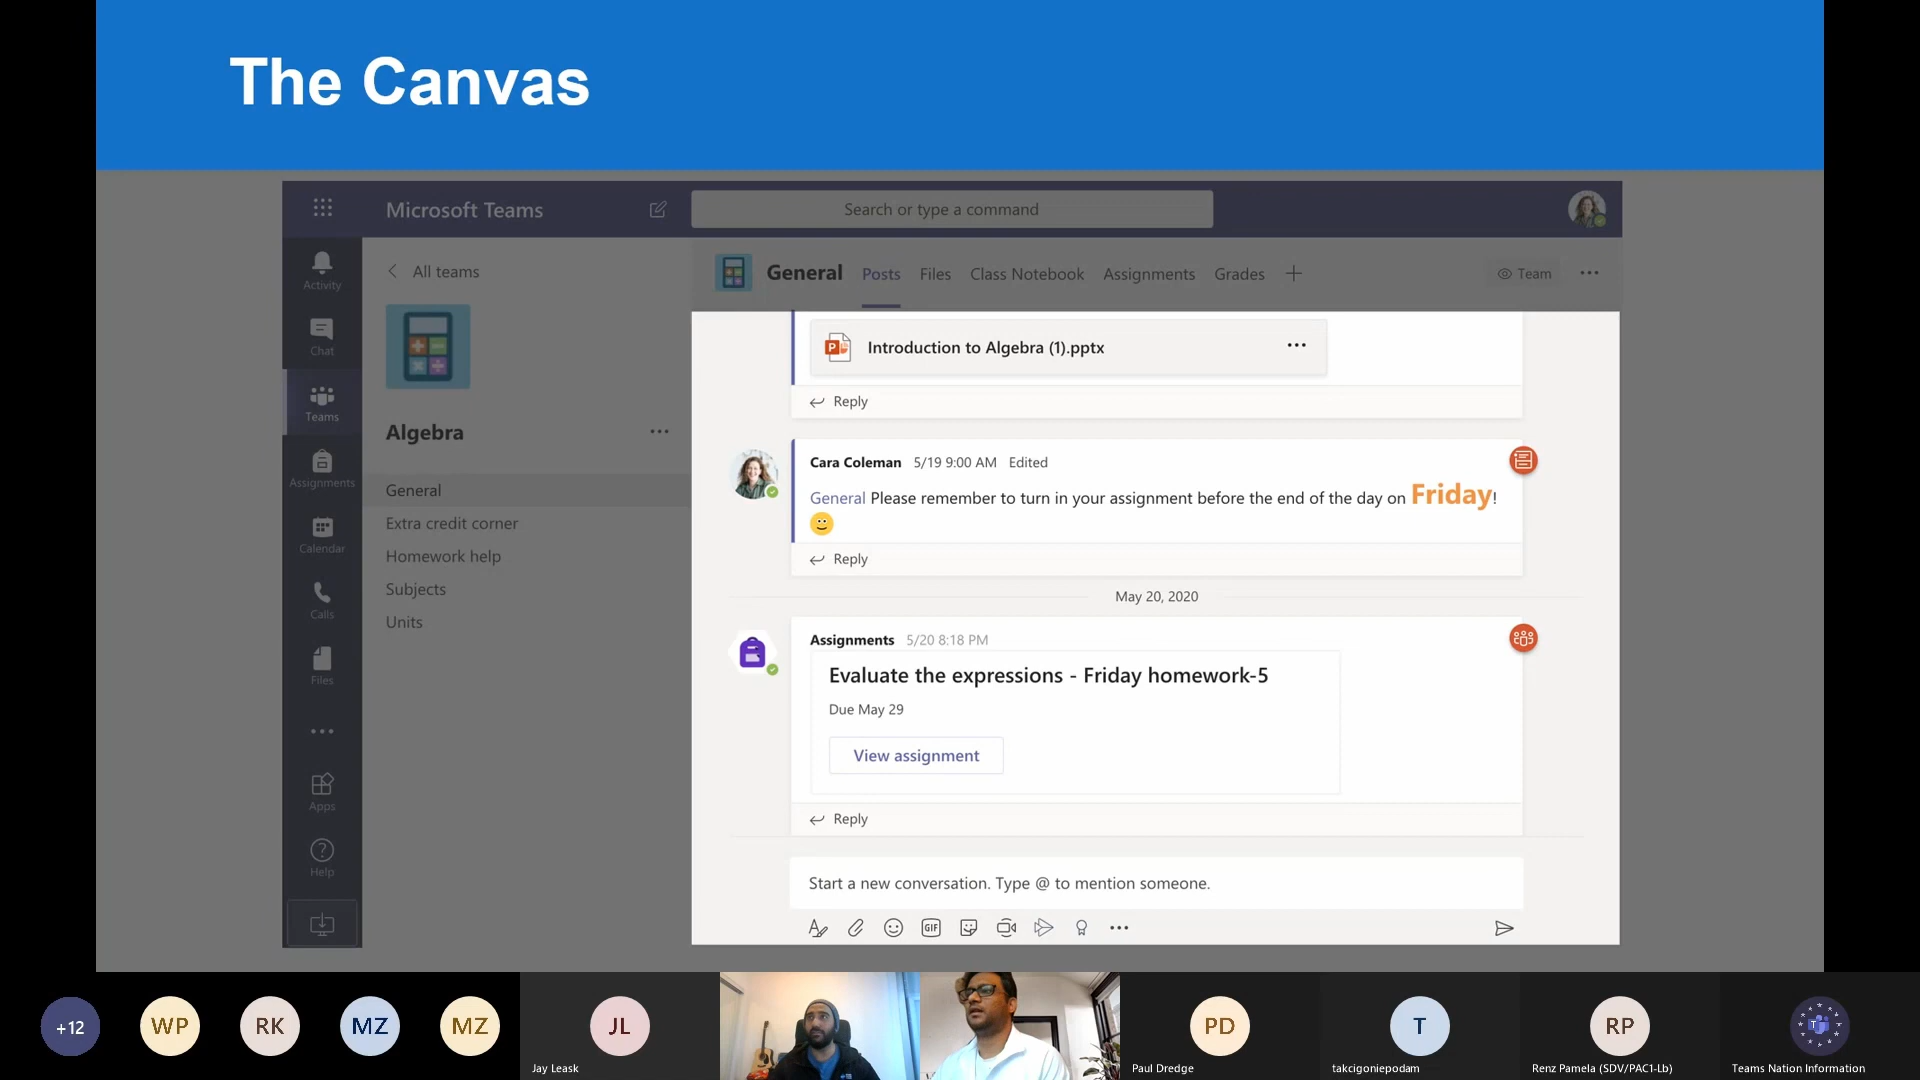 The Canvas
Microsoft Teams
Search or type a command
Activity
Chat
Teams
Assignments
Calendar
Calls
Files
Apps
Help
All teams
Algebra
General
Extra credit corner
Homework help
Subjects
Units
General Posts Files Class Notebook Assignments Grades
Team
Introduction to Algebra (1).pptx
Reply
Cara Coleman 5/19 9:00 AM Edited
General Please remember to turn in your assignment before the end of the day on Friday!
Reply
May 20, 2020
Assignments 5/20 8:18 PM
Evaluate the expressions - Friday homework-5
Due May 29
View assignment
Reply
Start a new conversation. Type @ to mention someone.
GIF
+12
WP
RK
MZ
MZ
JL
Jay Leask
PD
Paul Dredge
T
takcigoniepodam
RP
Renz Pamela (SDV/PAC1-Lb)
Teams Nation Information